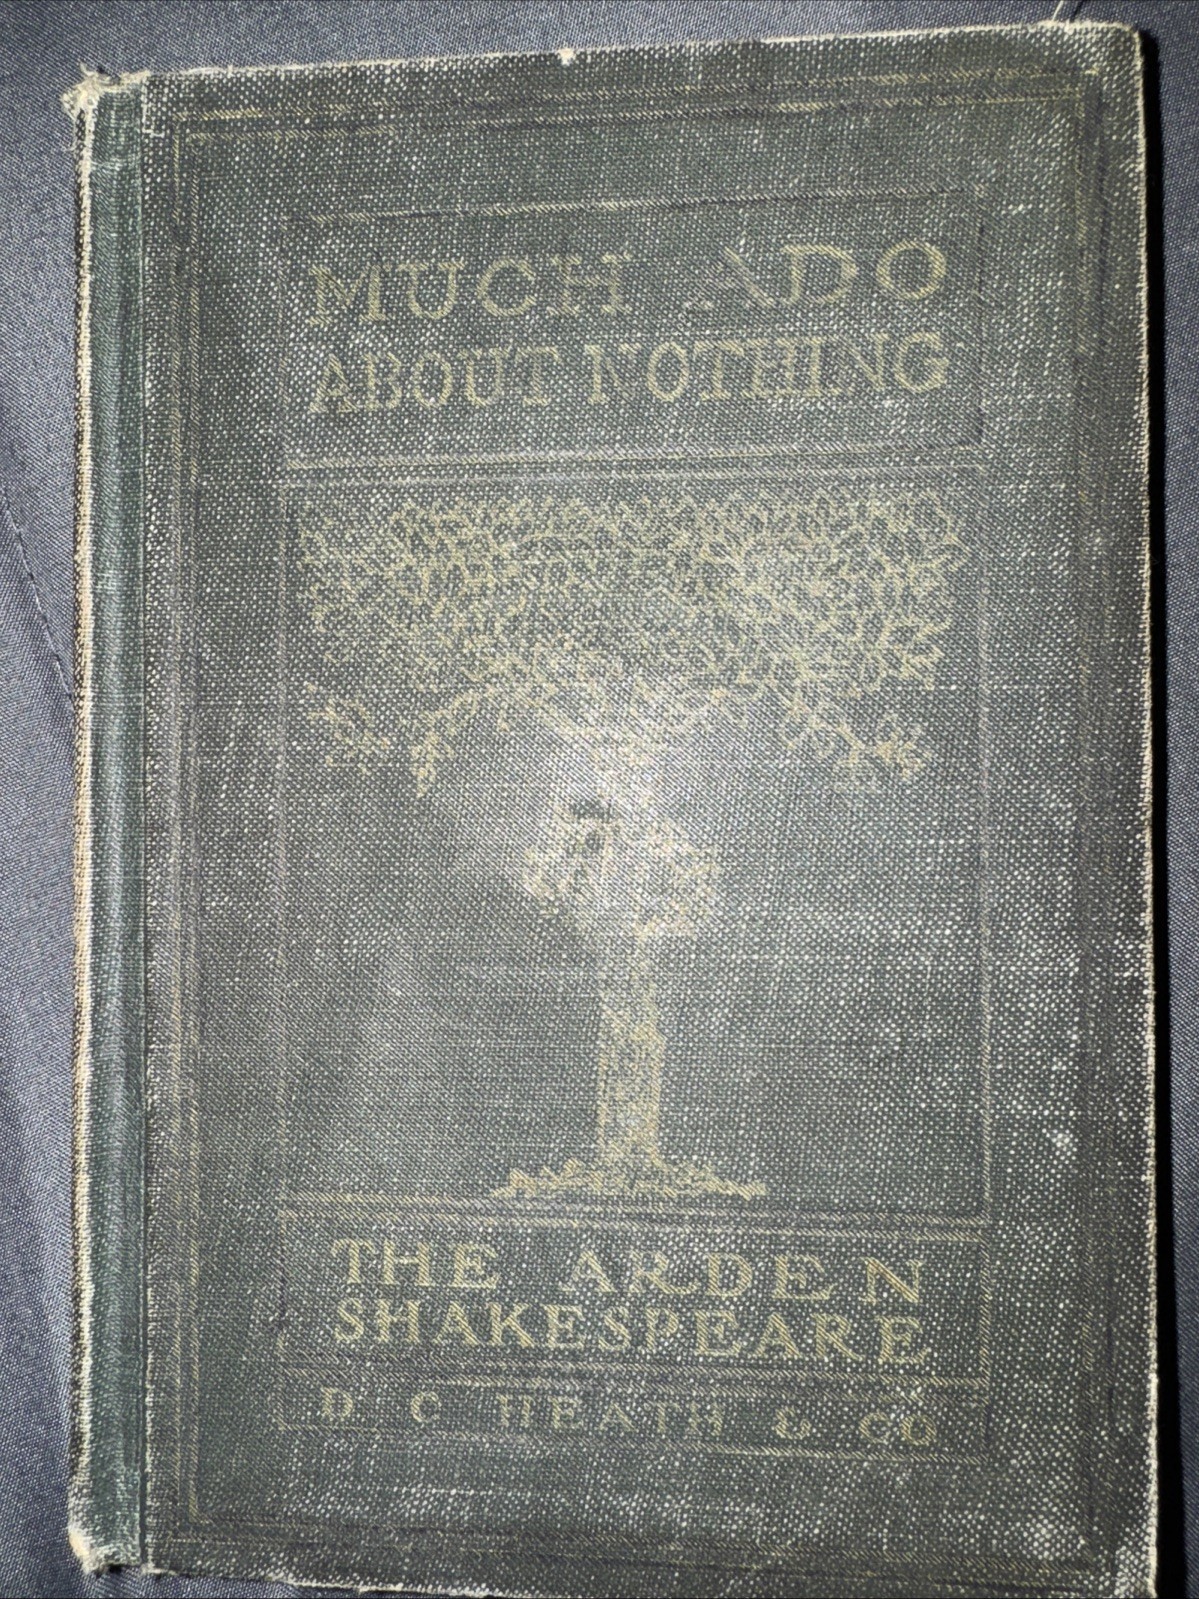 MUCH ADO
ABOUT NOTHING
THE ARDEN
SHAKESPEARE
D C HEATH & CO